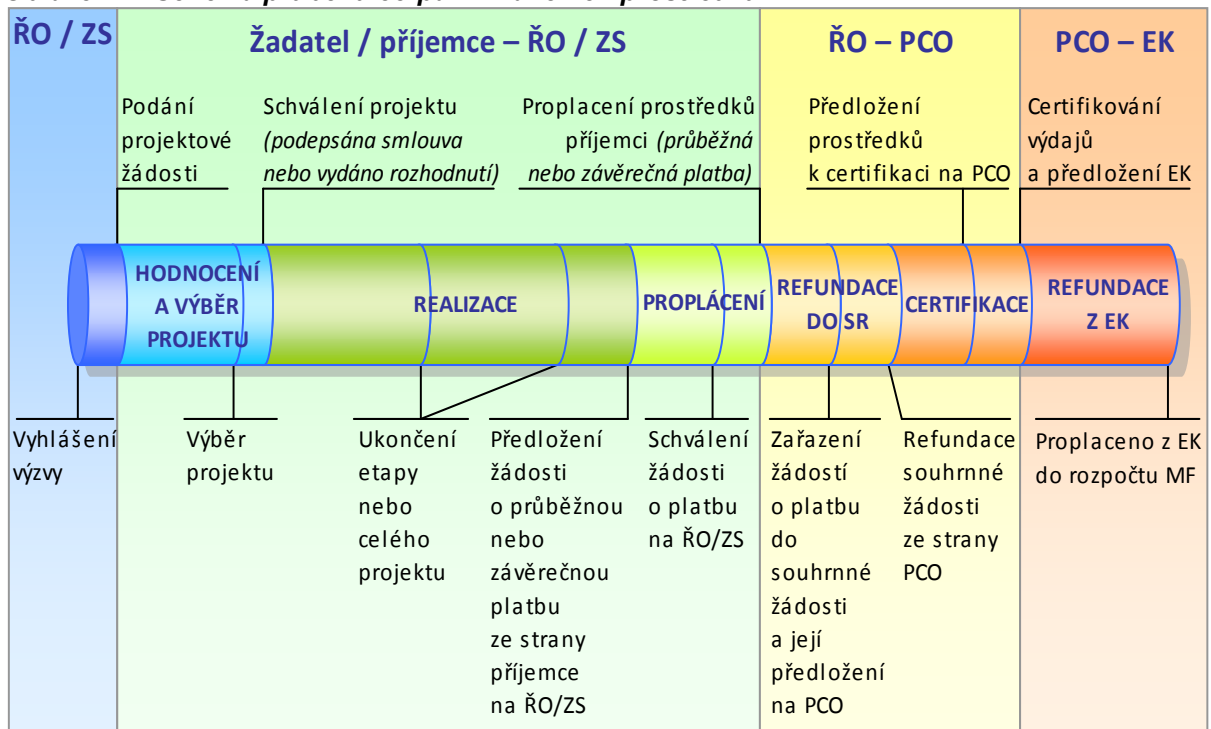 ŘO / ZS
Žadatel / příjemce – ŘO / ZS
ŘO – PCO
PCO – EK
Podání
projektové
žádosti
Schválení projektu
(podepsána smlouva
nebo vydáno rozhodnutí)
Proplacení prostředků
příjemci (průběžná
nebo závěrečná platba)
Předložení
prostředků
k certifikaci na PCO
Certifikování
výdajů
a předložení EK
HODNOCENÍ
A VÝBĚR
PROJEKTU
REALIZACE
PROPLÁCENÍ
REFUNDACE
DO SR
CERTIFIKACE
REFUNDACE
Z EK
Vyhlášení
výzvy
Výběr
projektu
Ukončení
etapy
nebo
celého
projektu
Předložení
žádosti
o průběžnou
nebo
závěrečnou
platbu
ze strany
příjemce
na ŘO/ZS
Schválení
žádosti
o platbu
na ŘO/ZS
Zařazení
žádostí
o platbu
do
souhrnné
žádosti
a její
předložení
na PCO
Refundace
souhrnné
žádosti
ze strany
PCO
Proplaceno z EK
do rozpočtu MF